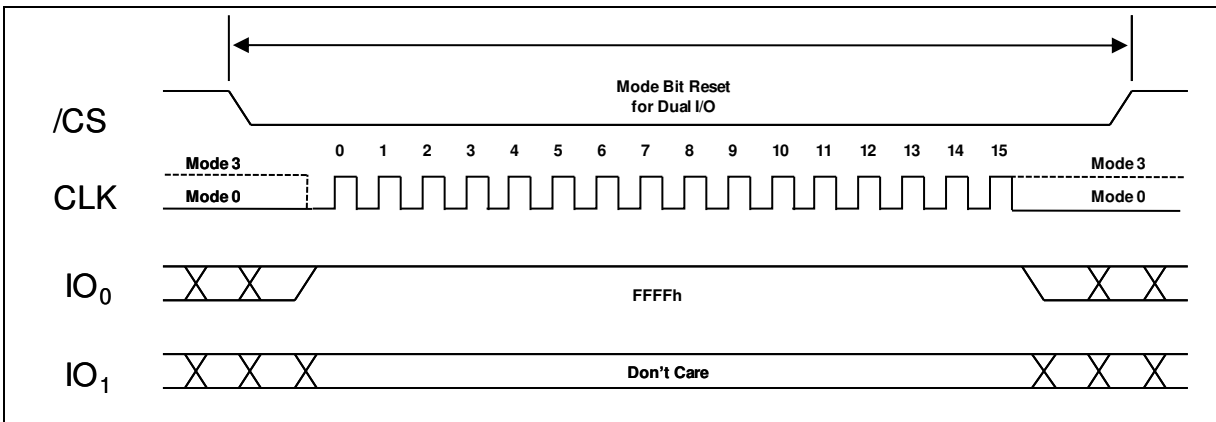 Mode Bit Reset
for Dual I/O
/CS
0 1 2 3 4 5 6 7 8 9 10 11 12 13 14 15
Mode 3 Mode 3
CLK
Mode 0 Mode 0
IO0
FFFFh
IO1
Don't Care